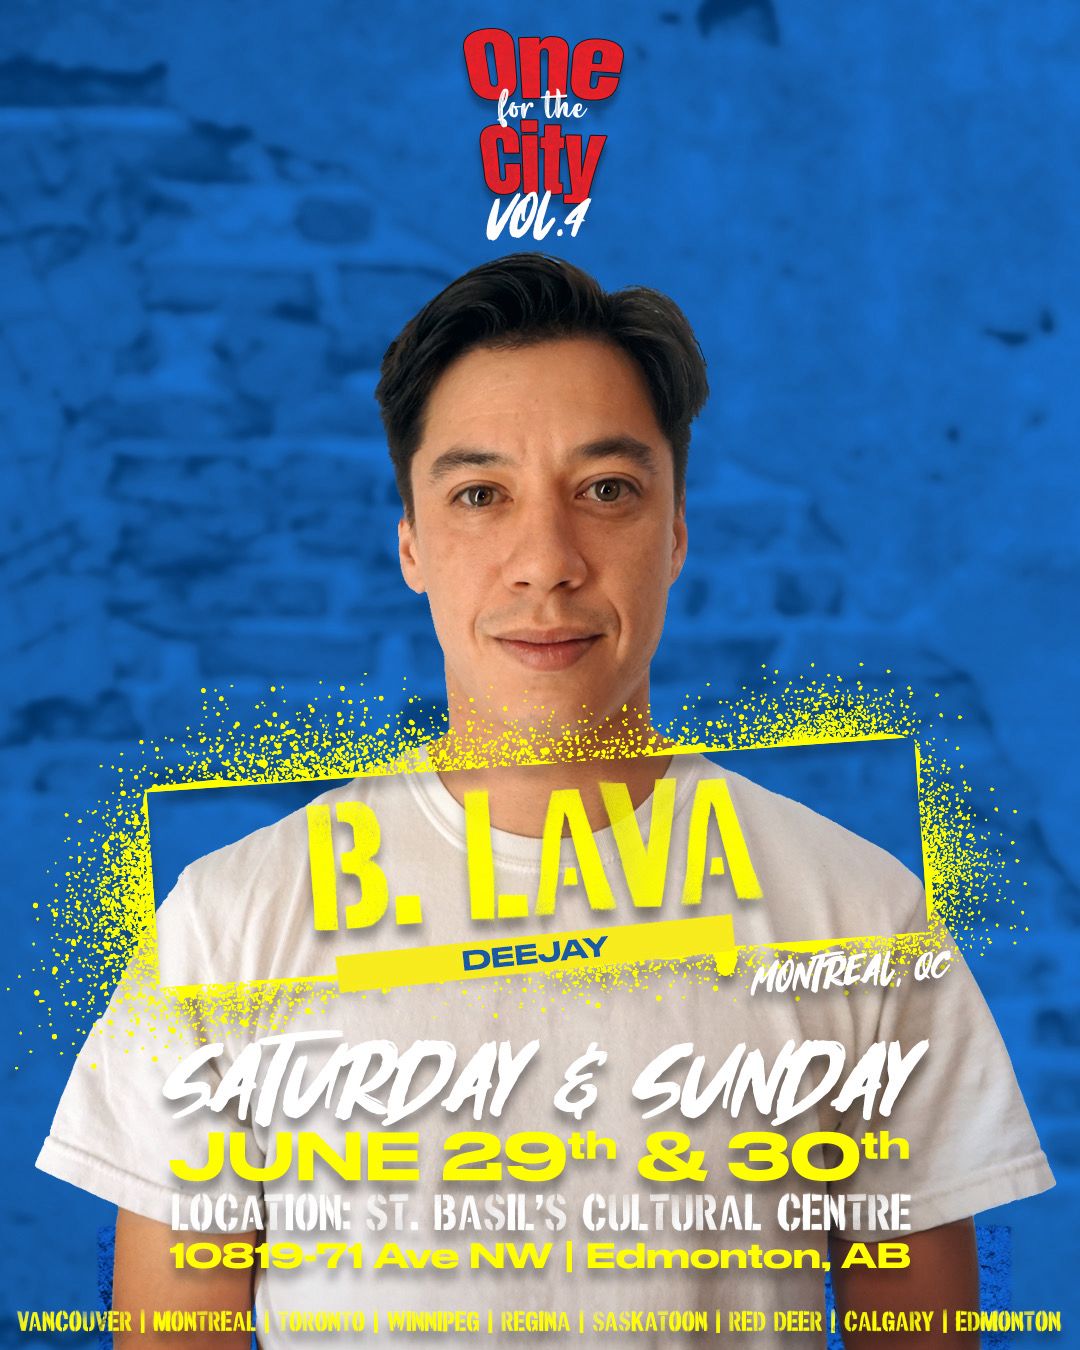 One
for the
City
VOL.4
B. LAVA
DEEJAY
MONTREAL, QC
SATURDAY & SUNDAY
JUNE 29th & 30th
LOCATION: ST. BASIL'S CULTURAL CENTRE
10819-71 Ave NW | Edmonton, AB
VANCOUVER | MONTREAL | TORONTO | WINNIPEG | REGINA | SASKATOON | RED DEER | CALGARY | EDMONTON